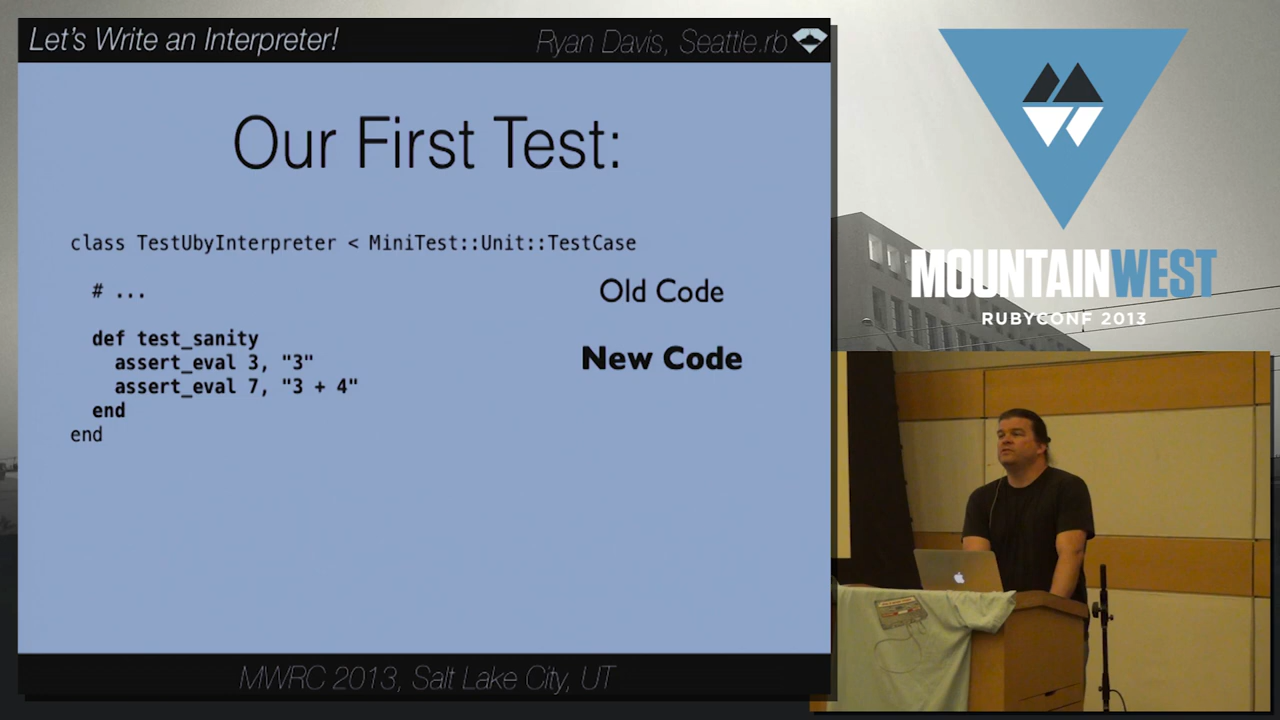 Let's Write an Interpreter!
Ryan Davis, Seattle.rb
Our First Test:
class TestUbyInterpreter < MiniTest::Unit::TestCase
# ...
Old Code
def test_sanity
assert_eval 3, "3"
New Code
assert_eval 7, "3 + 4"
end
end
MWRC 2013, Salt Lake City, UT
MOUNTAINWEST
RUBYCONF 2013